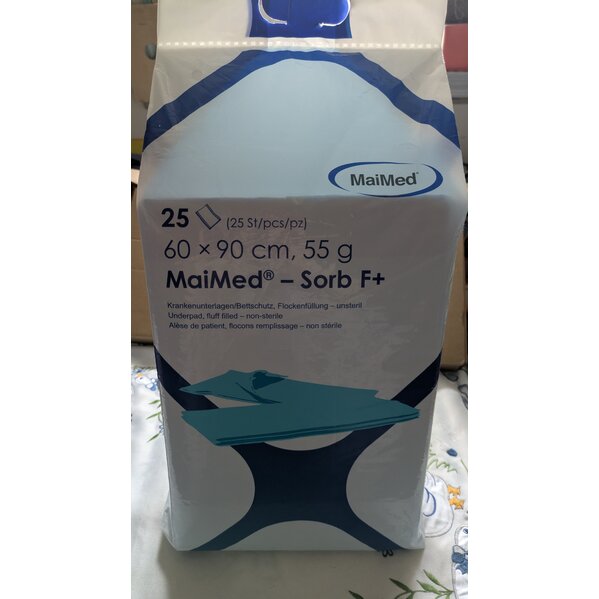 MaiMed®
25 (25 St/pcs/pz)
60 × 90 cm, 55 g
MaiMed® – Sorb F+
Krankenunterlagen/Bettschutz, Flockenfüllung – unsteril
Underpad, fluff filled – non-sterile
Alèse de patient, flocons remplissage – non stérile